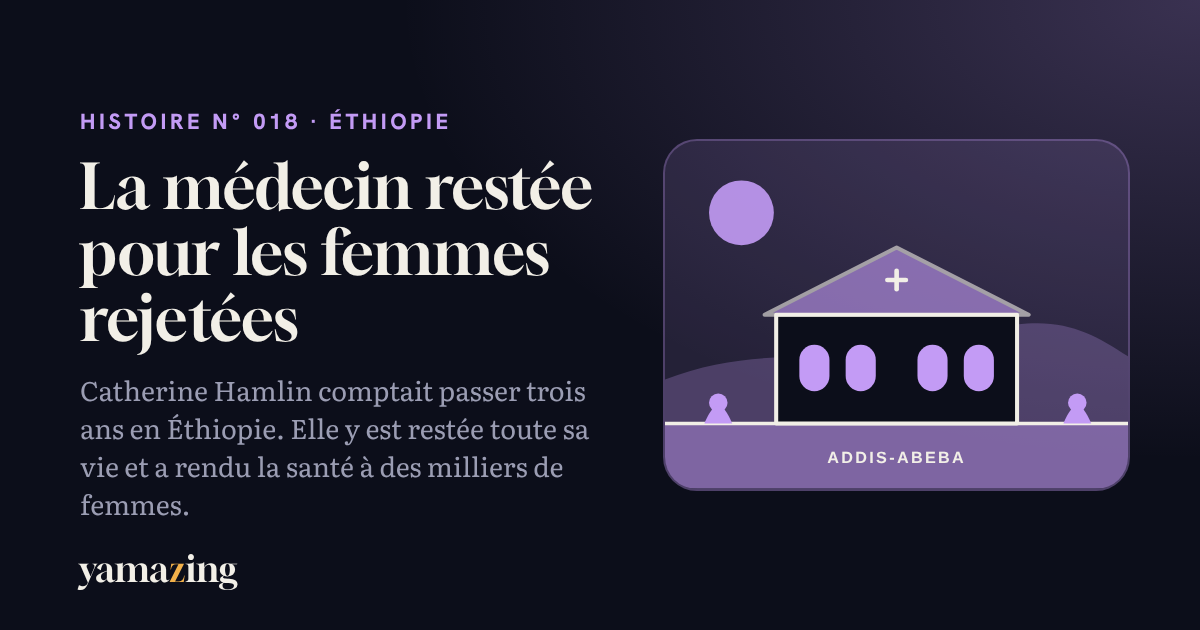 HISTOIRE N° 018 · ÉTHIOPIE
La médecin restée
pour les femmes
rejetées
Catherine Hamlin comptait passer trois
ans en Éthiopie. Elle y est restée toute sa
vie et a rendu la santé à des milliers de
femmes.
yamazing
ADDIS-ABEBA